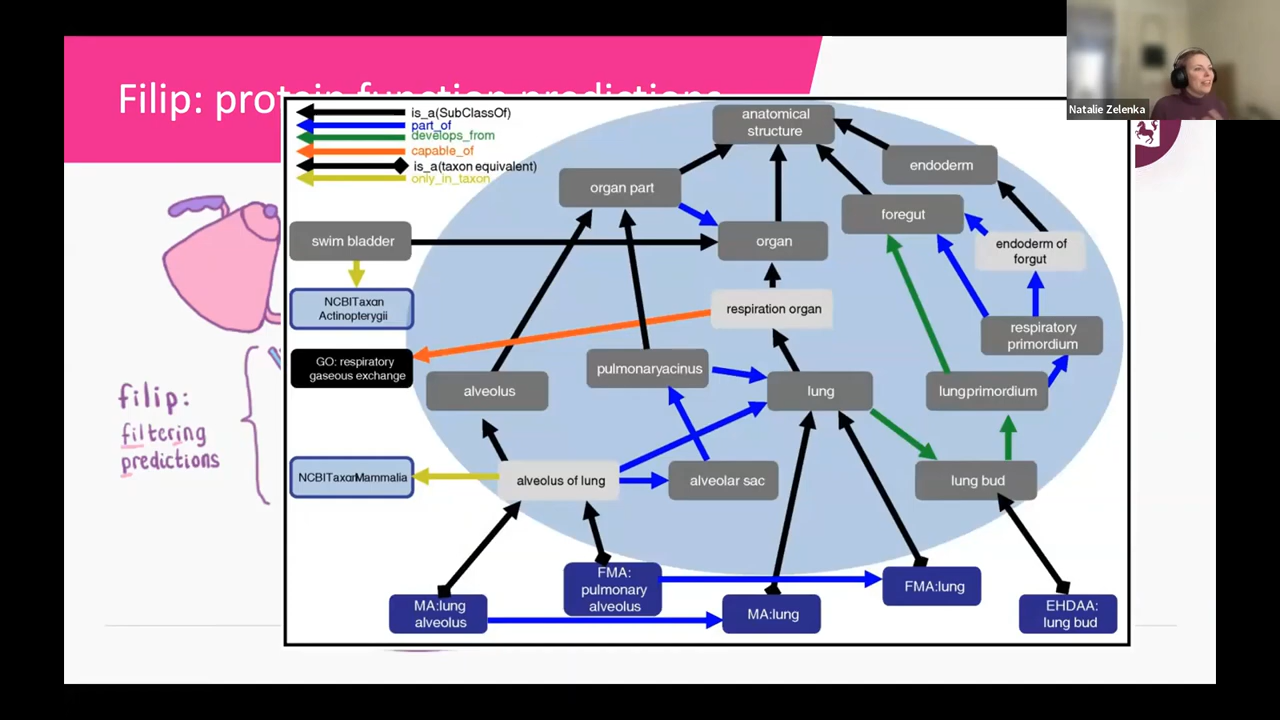 Filip: protein function predictions
Natalie Zelenka
is_a(SubClassOf)
part_of
develops_from
capable_of
is_a(taxon equivalent)
only_in_taxon
anatomical
structure
endoderm
organ part
foregut
swim bladder
organ
endoderm of
forgut
NCBITaxon
Actinopterygii
respiration organ
respiratory
primordium
GO: respiratory
gaseous exchange
pulmonaryacinus
alveolus
lung
lungprimordium
filip:
filtering
predictions
NCBITaxonMammalia
alveolus of lung
alveolar sac
lung bud
FMA:
pulmonary
alveolus
FMA:lung
MA:lung
alveolus
MA:lung
EHDAA:
lung bud